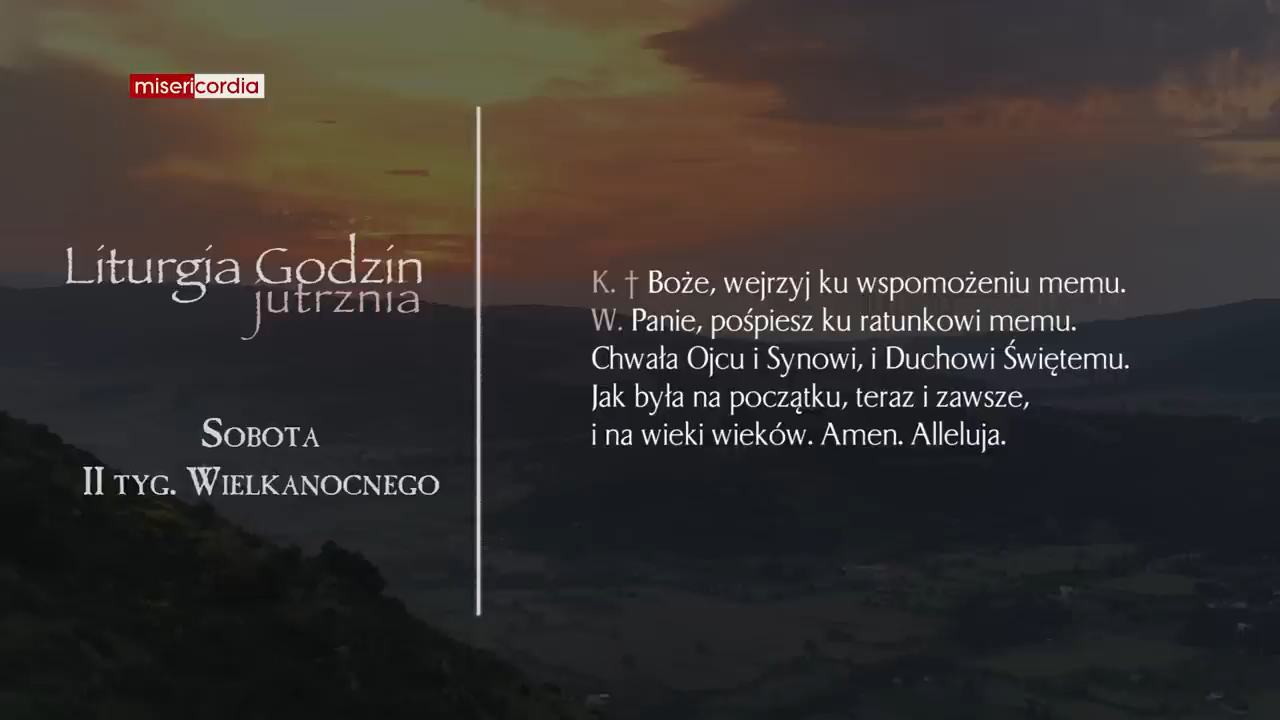 misericordia
Liturgia Godzin
jutrznia
Sobota
II tyg. Wielkanocnego
K. † Boże, wejrzyj ku wspomożeniu memu.
W. Panie, pośpiesz ku ratunkowi memu.
Chwała Ojcu i Synowi, i Duchowi Świętemu.
Jak była na początku, teraz i zawsze,
i na wieki wieków. Amen. Alleluja.